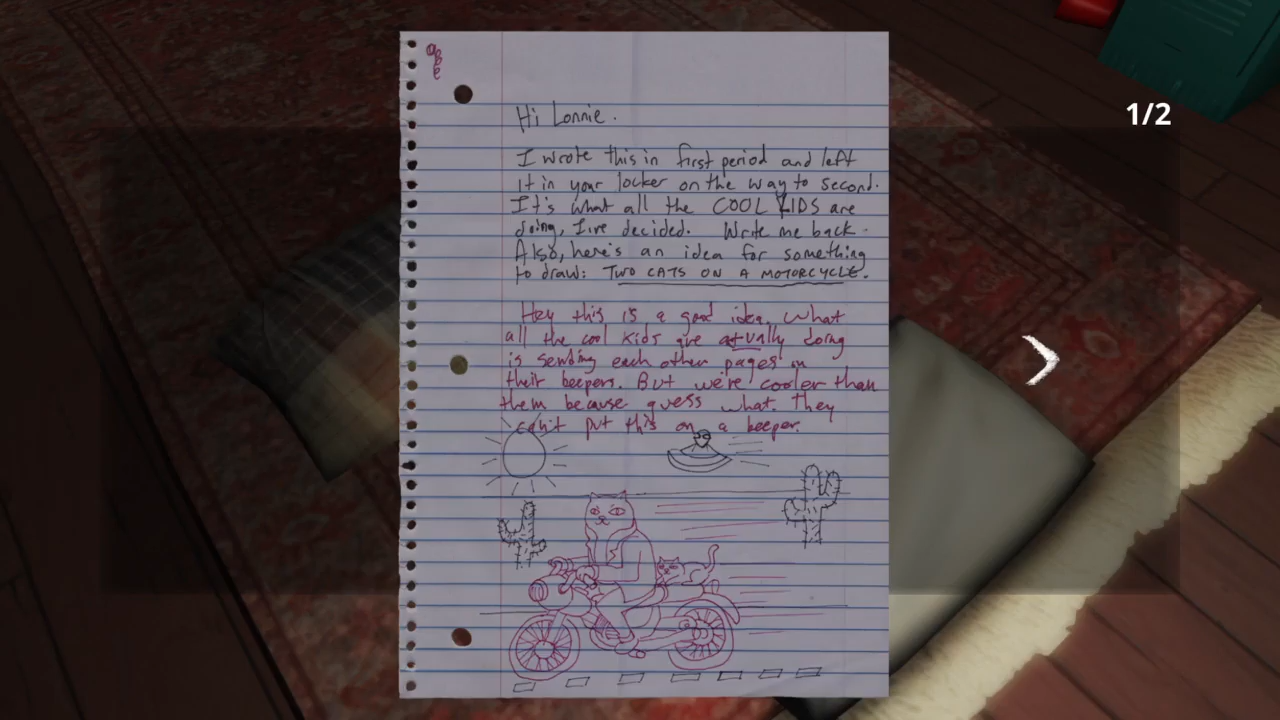 1/2
Hi Lonnie.
I wrote this in first period and left
it in your locker on the way to second.
It's what all the COOL KIDS are
doing, I've decided. Write me back.
Also, here's an idea for something
to draw: TWO CATS ON A MOTORCYCLE.
Hey this is a good idea. What
all the cool kids are actually doing
is sending each other pages on
their beepers. But we're cooler than
them because guess what. They
can't put this on a beeper.